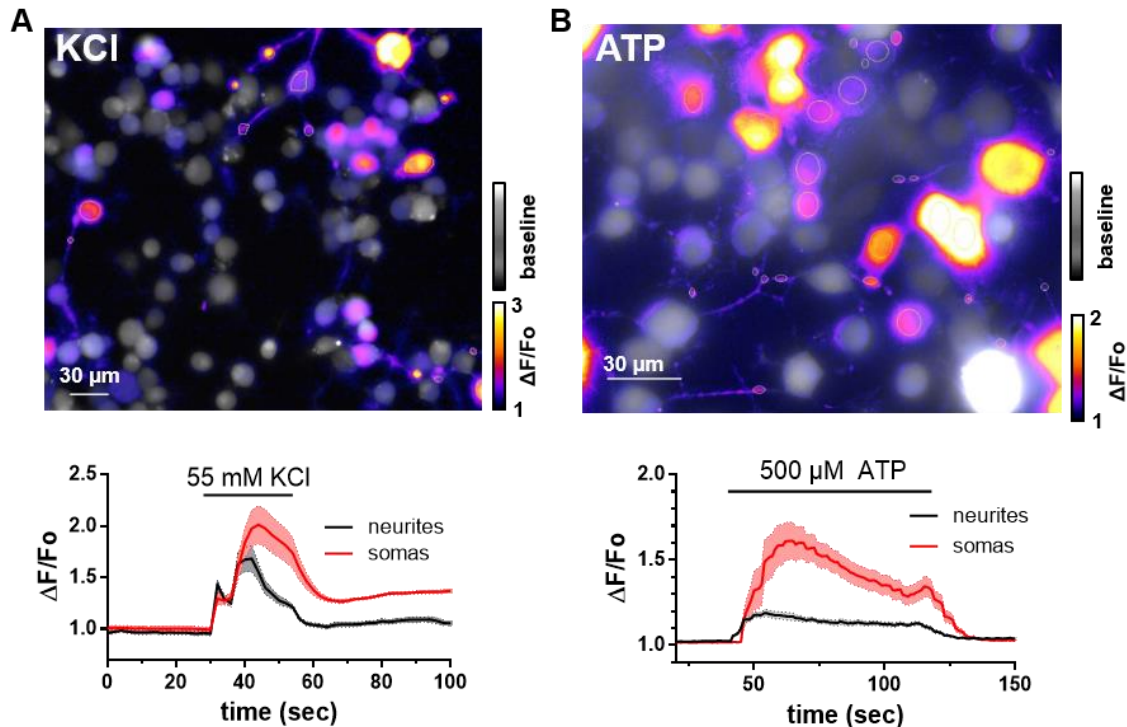 A
KCl
30 µm
baseline
3
ΔF/Fo
1
B
ATP
30 µm
baseline
2
ΔF/Fo
1
55 mM KCl
neurites
somas
ΔF/Fo
2.5
2.0
1.5
1.0
0 20 40 60 80 100
time (sec)
500 µM ATP
neurites
somas
ΔF/Fo
2.0
1.5
1.0
50 100 150
time (sec)